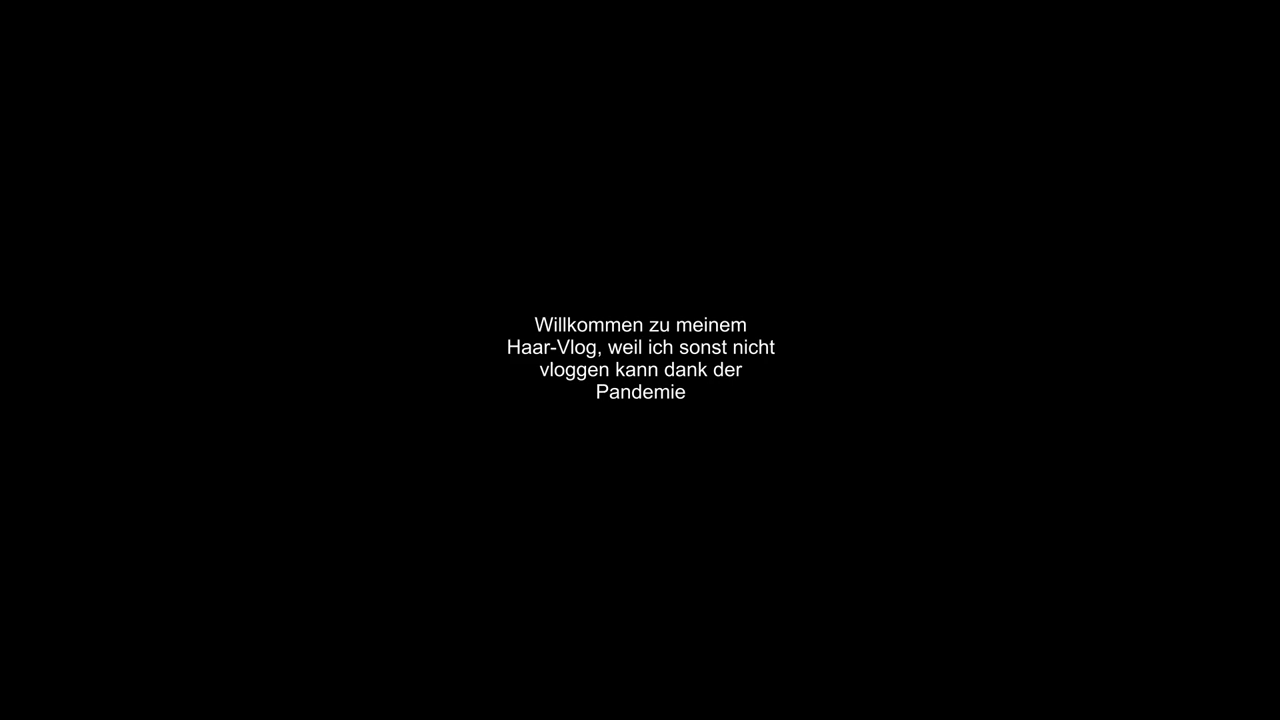 Willkommen zu meinem
Haar-Vlog, weil ich sonst nicht
vloggen kann dank der
Pandemie